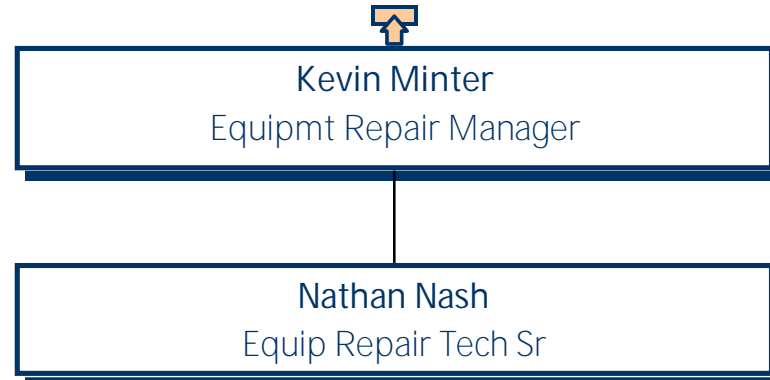 Kevin Minter
Equipmt Repair Manager
Nathan Nash
Equip Repair Tech Sr